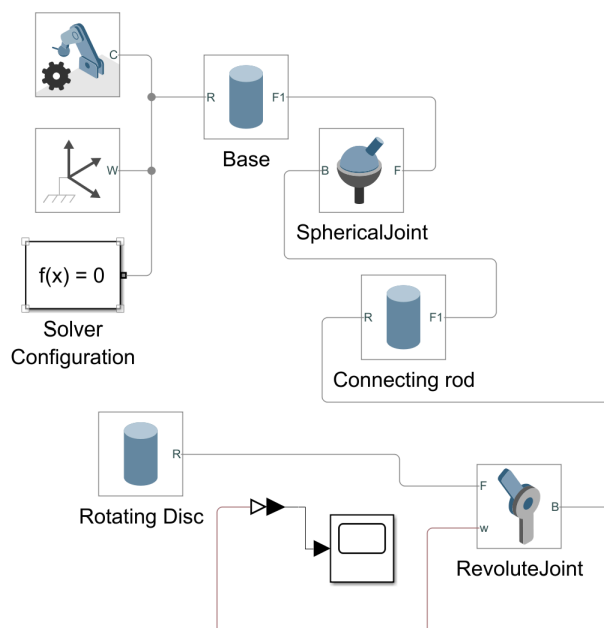 C
R
F1
Base
W
B
F
SphericalJoint
f(x) = 0
Solver
Configuration
R
F1
Connecting rod
R
Rotating Disc
F
B
w
RevoluteJoint